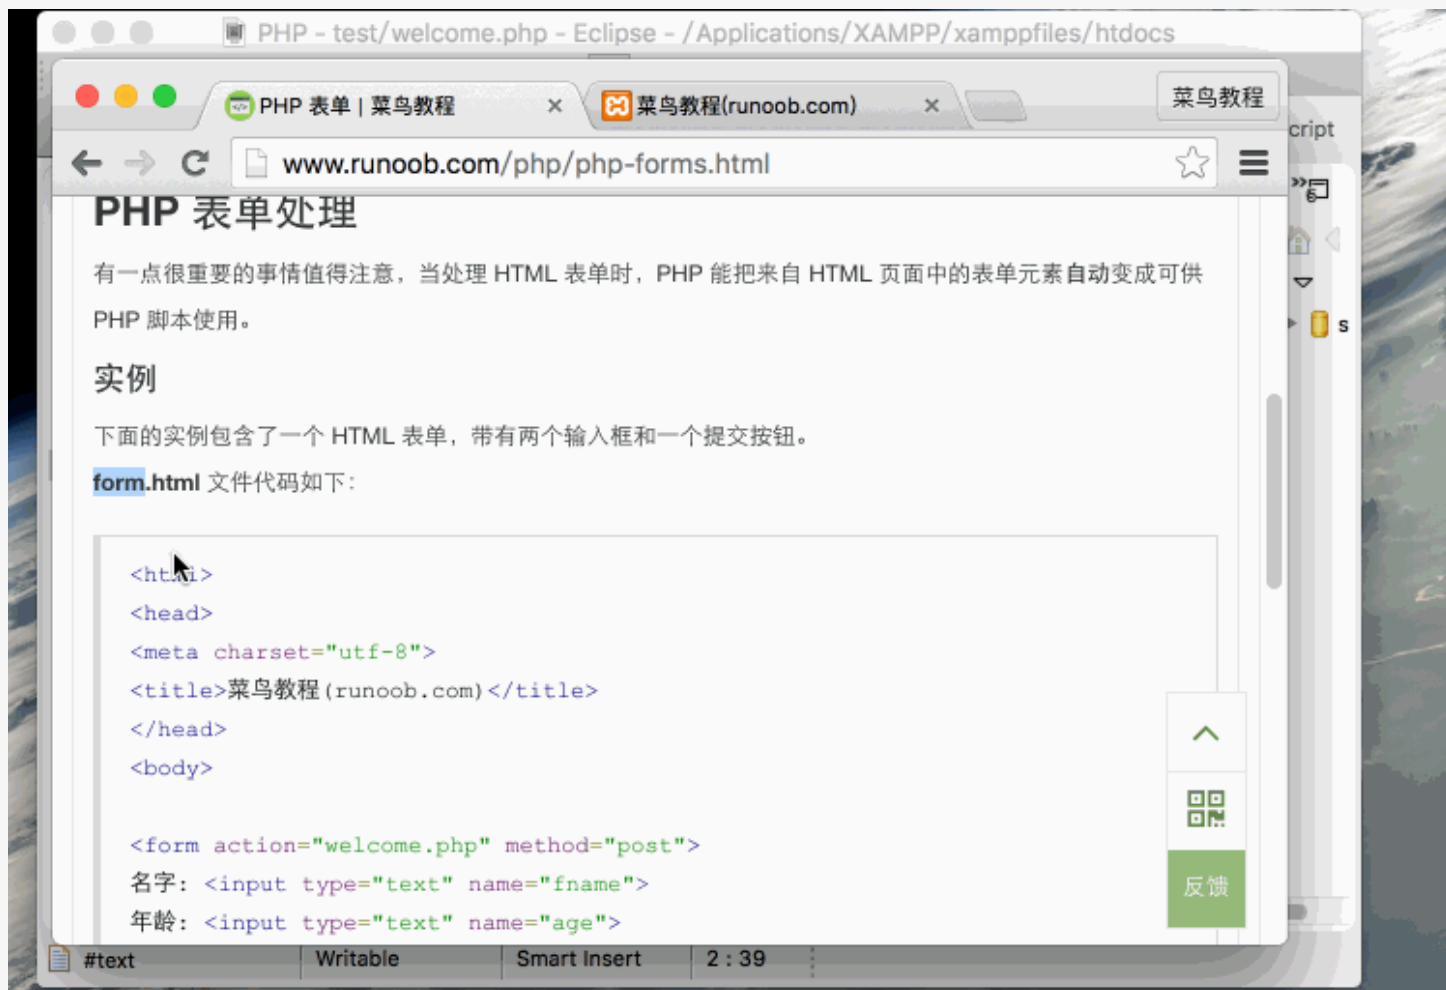 PHP - test/welcome.php - Eclipse - /Applications/XAMPP/xamppfiles/htdocs
PHP 表单 | 菜鸟教程
菜鸟教程(runoob.com)
菜鸟教程
cript
www.runoob.com/php/php-forms.html
PHP 表单处理
有一点很重要的事情值得注意，当处理 HTML 表单时，PHP 能把来自 HTML 页面中的表单元素自动变成可供
PHP 脚本使用。
s
实例
下面的实例包含了一个 HTML 表单，带有两个输入框和一个提交按钮。
form.html 文件代码如下：
<html>
<head>
<meta charset="utf-8">
<title>菜鸟教程(runoob.com)</title>
</head>
<body>
<form action="welcome.php" method="post">
名字: <input type="text" name="fname">
年龄: <input type="text" name="age">
反馈
#text
Writable
Smart Insert
2 : 39